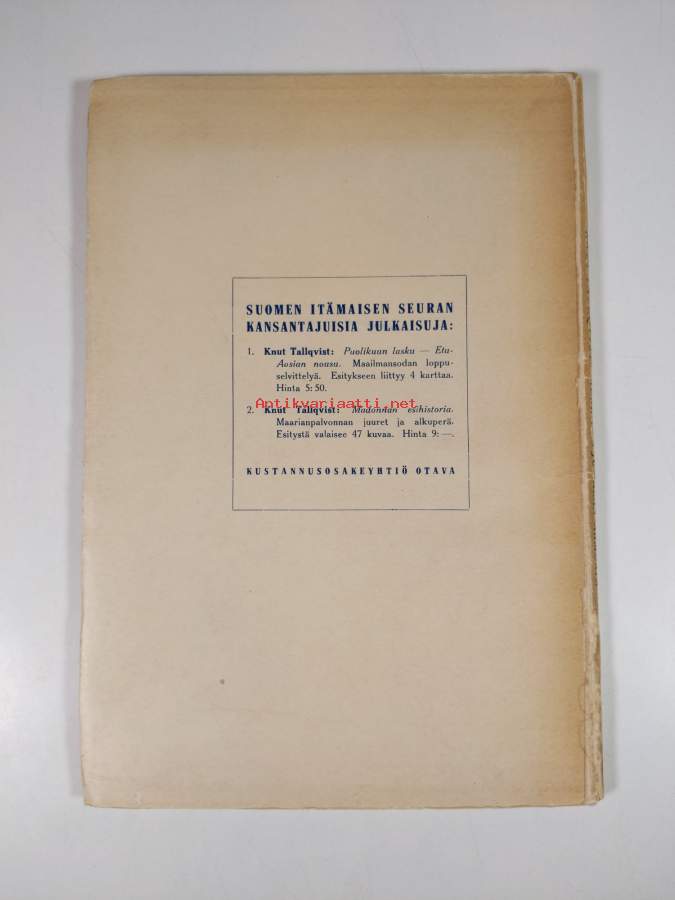 SUOMEN ITÄMAISEN SEURAN
KANSANTAJUISIA JULKAISUJA:
1. Knut Tallqvist: Puolikuun lasku — Etu-
Aasian nousu. Maailmansodan loppu-
selvittelyä. Esitykseen liittyy 4 karttaa.
Hinta 5:50.
Antikvariaatti.net
2. Knut Tallqvist: Madonnan esihistoria.
Maarianpalvonnan juuret ja alkuperä.
Esitystä valaisee 47 kuvaa. Hinta 9: —.
KUSTANNUSOSAKEYHTIÖ OTAVA